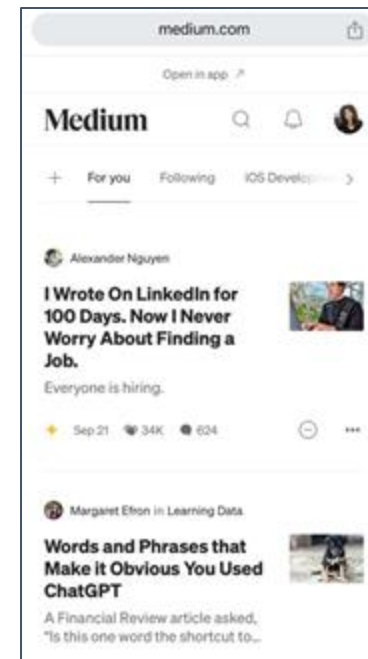 medium.com
Open in app ↗
Medium
For you Following iOS Develop
Alexander Nguyen
I Wrote On LinkedIn for
100 Days. Now I Never
Worry About Finding a
Job.
Everyone is hiring.
Sep 21 34K 624
Margaret Efron in Learning Data
Words and Phrases that
Make it Obvious You Used
ChatGPT
A Financial Review article asked,
"Is this one word the shortcut to...